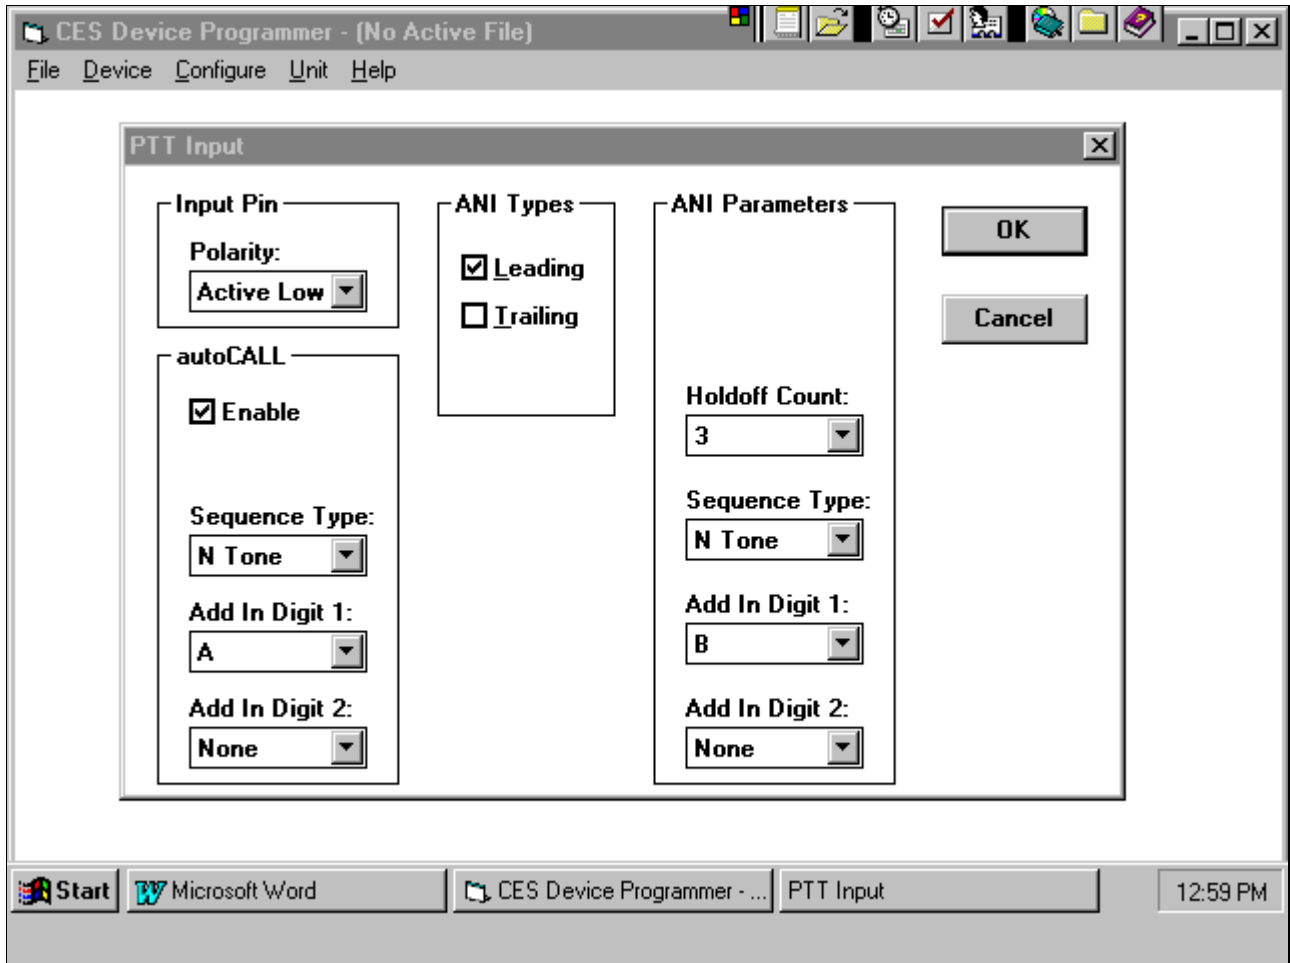 CES Device Programmer - (No Active File)
File Device Configure Unit Help
PTT Input
Input Pin
Polarity:
Active Low
autoCALL
Enable
Sequence Type:
N Tone
Add In Digit 1:
A
Add In Digit 2:
None
ANI Types
Leading
Trailing
ANI Parameters
Holdoff Count:
3
Sequence Type:
N Tone
Add In Digit 1:
B
Add In Digit 2:
None
OK
Cancel
Start Microsoft Word CES Device Programmer - ... PTT Input 12:59 PM